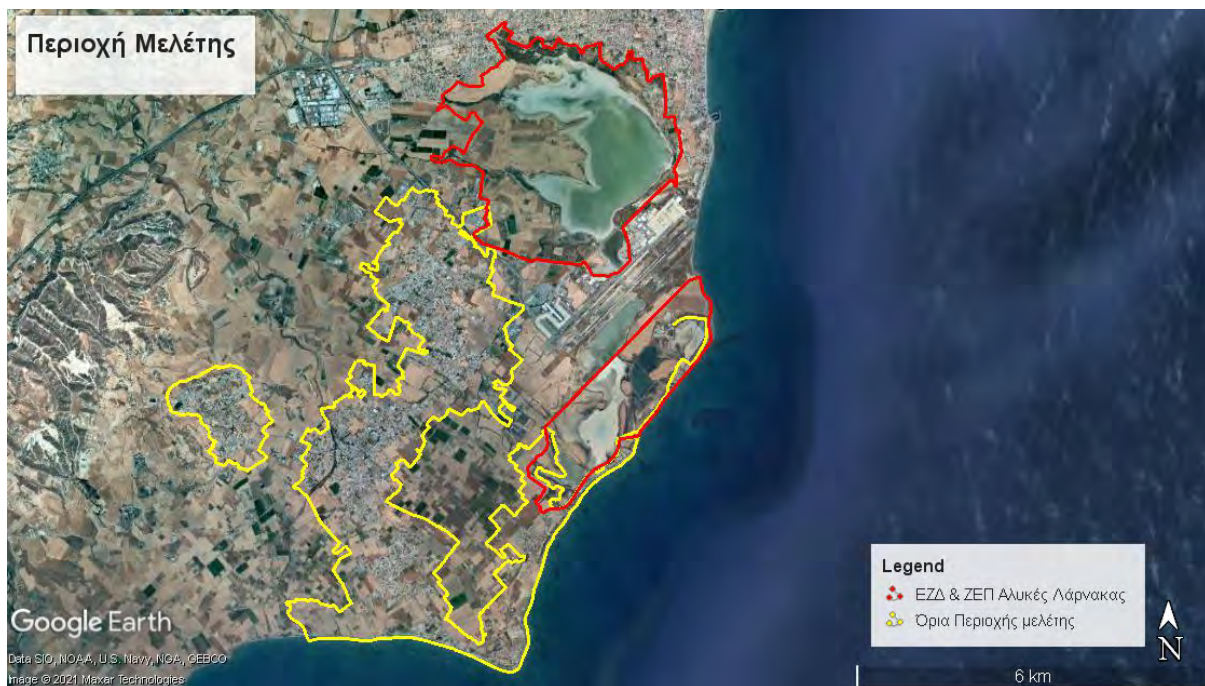 Περιοχή Μελέτης
Legend
ΕΖΔ & ΖΕΠ Αλυκές Λάρνακας
Όρια Περιοχής μελέτης
Google Earth
Data SIO, NOAA, U.S. Navy, NGA, GEBCO
Image © 2021 Maxar Technologies
N
6 km